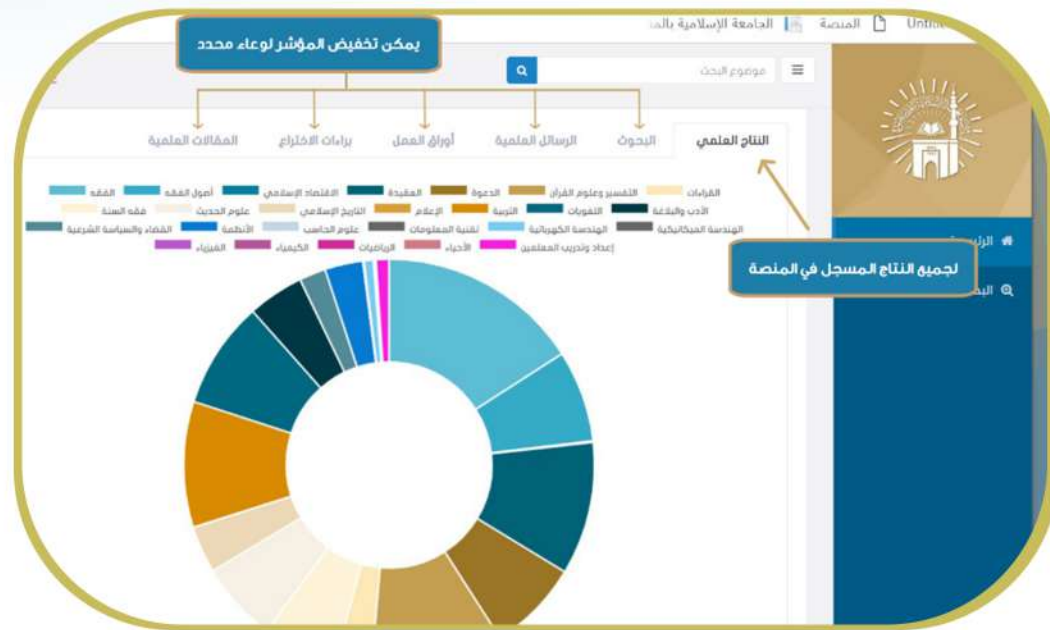 المنصة الجامعة الإسلامية
يمكن تخفيض المؤشر لوعاء محدد
موضوع البحث
النتاج العلمي البحوث الرسائل العلمية أوراق العمل براءات الاختراع المقالات العلمية
القراءات التفسير وعلوم القرآن الدعوة العقيدة الاقتصاد الإسلامي أصول الفقه الفقه
الأدب والبلاغة اللغويات التربية الإعلام التاريخ الإسلامي علوم الحديث فقه السنة
الهندسة الميكانيكية الهندسة الكهربائية تقنية المعلومات علوم الحاسب الأنظمة القضاء والسياسة الشرعية
إعداد وتدريب المعلمين الأحياء الرياضيات الكيمياء الفيزياء
لجميع النتاج المسجل في المنصة